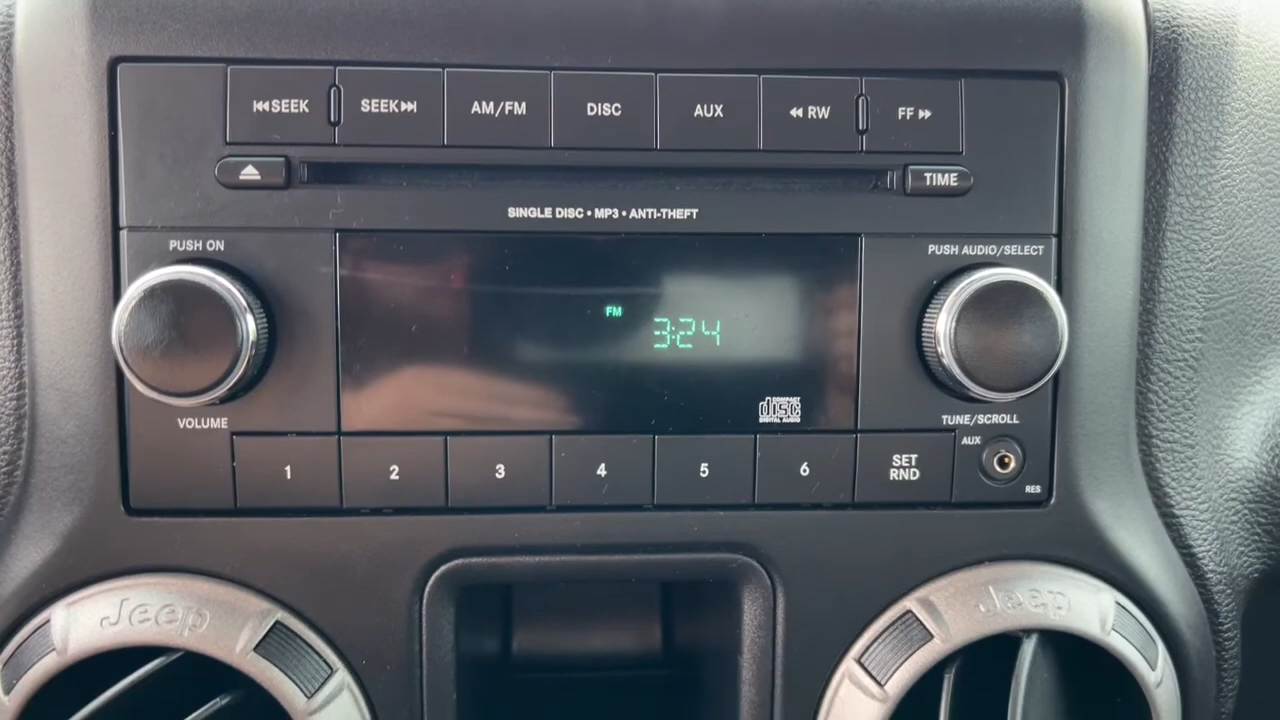 ⏮SEEK SEEK⏭ AM/FM DISC AUX ◀◀ RW FF ▶▶
TIME
SINGLE DISC • MP3 • ANTI-THEFT
PUSH ON
PUSH AUDIO/SELECT
FM
3:24
COMPACT
disc
DIGITAL AUDIO
VOLUME
TUNE/SCROLL
1 2 3 4 5 6
SET
RND
AUX
RES
Jeep
Jeep